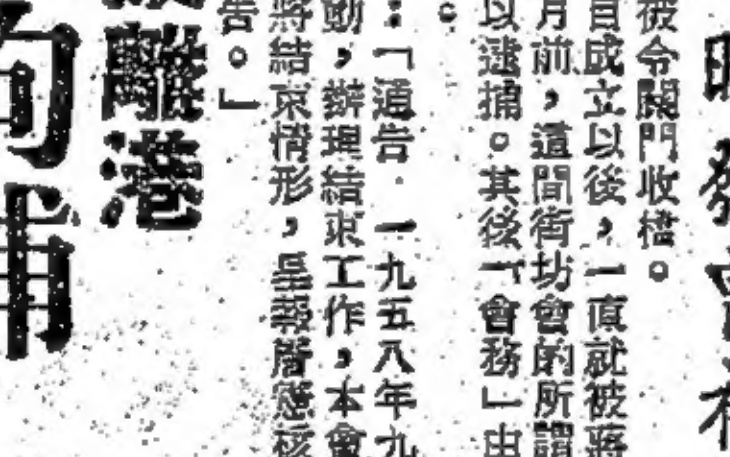 被令關門收檔。
自成立以後，一直就被蔣
月前，這間街坊會的所謂
以逮捕。其後「會務」由
。
：「通告．一九五八年九
動，辦理結束工作，本會
將結束情形，呈報層憲核
告。」
離港